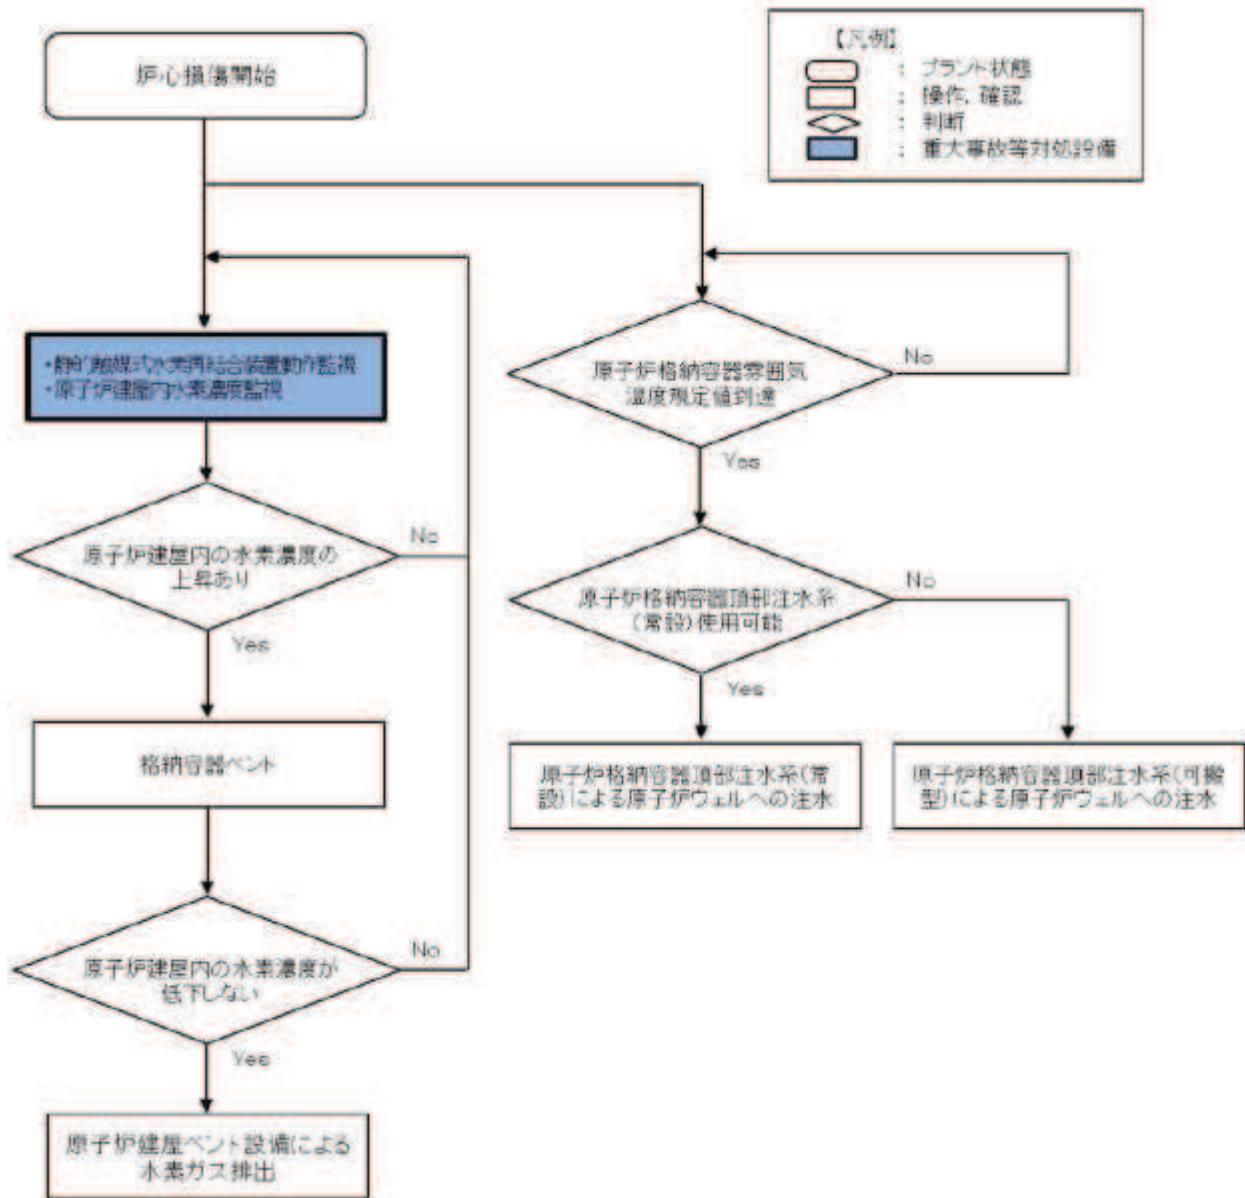 炉心損傷開始
【凡例】
：プラント状態
：操作，確認
：判断
：重大事故等対処設備
・静的触媒式水素再結合装置動作監視
・原子炉建屋内水素濃度監視
原子炉建屋内の水素濃度の
上昇あり
No
Yes
格納容器ベント
原子炉建屋内の水素濃度が
低下しない
No
Yes
原子炉建屋ベント設備による
水素ガス排出
原子炉格納容器雰囲気
温度規定値到達
No
Yes
原子炉格納容器頂部注水系
(常設)使用可能
No
Yes
原子炉格納容器頂部注水系(常
設)による原子炉ウェルへの注水
原子炉格納容器頂部注水系(可搬
型)による原子炉ウェルへの注水